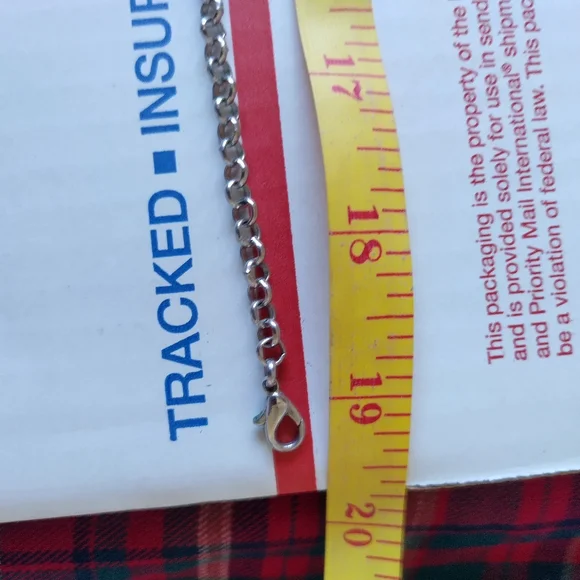 TRACKED ■ INSUR
17
18
19
20
This packaging is the property of the
and is provided solely for use in send
and Priority Mail International® shipm
be a violation of federal law. This pac